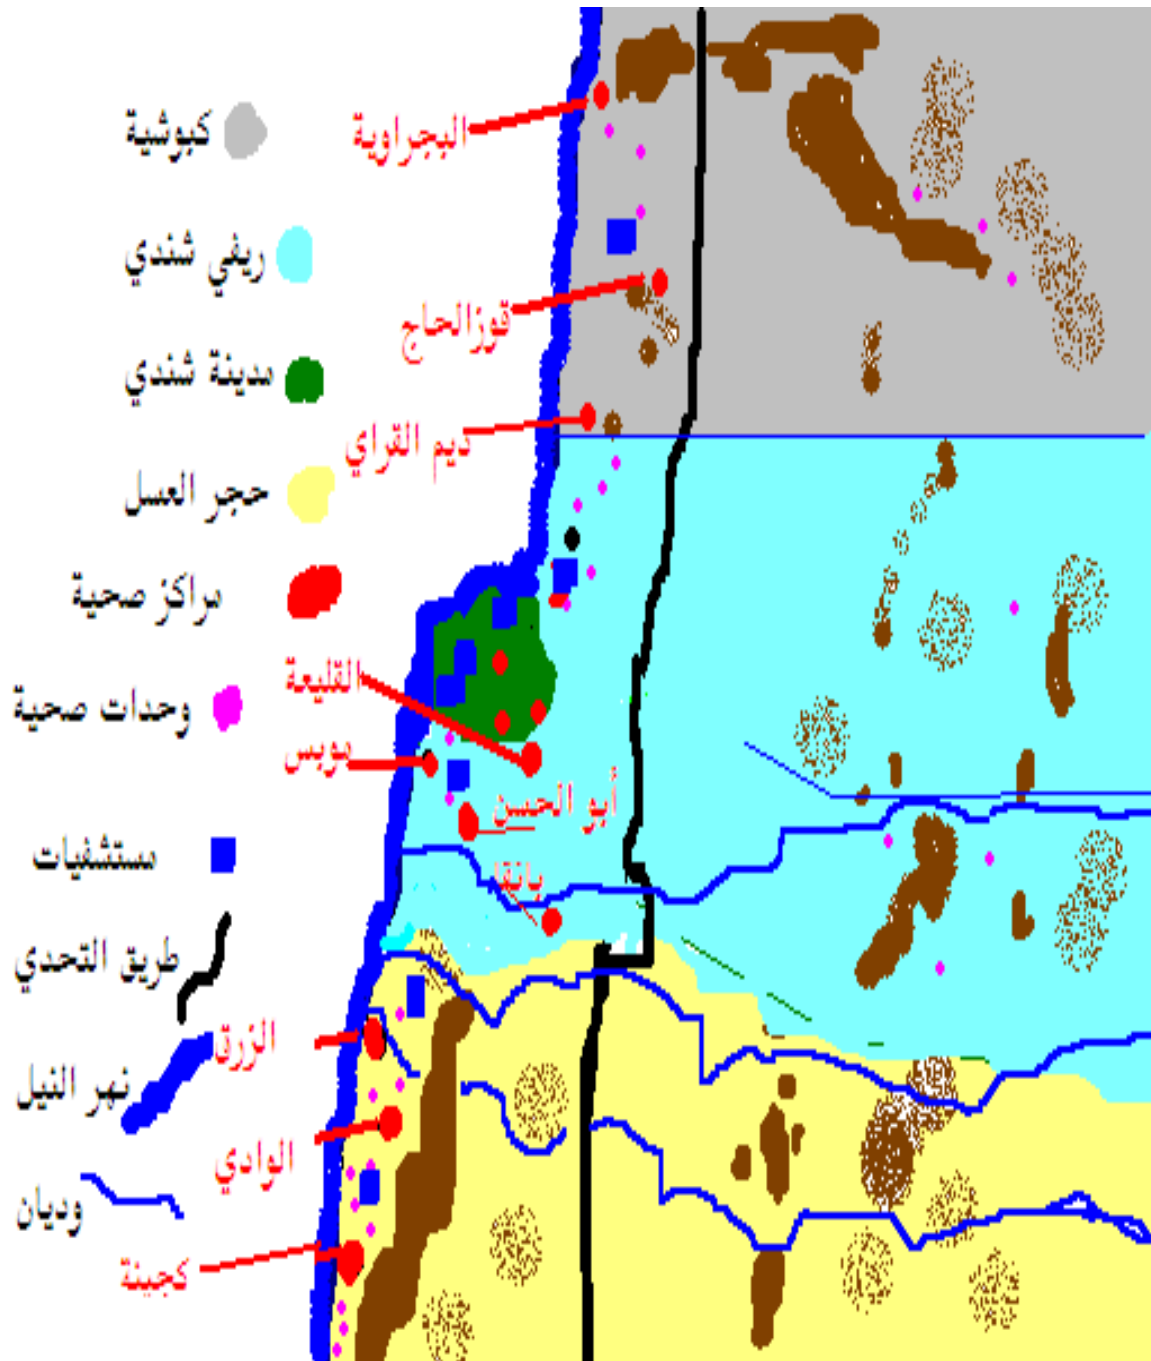 كبوشية
ريفي شندي
مدينة شندي
حجر العسل
مراكز صحية
وحدات صحية
مستشفيات
طريق التحدي
نهر النيل
وديان
البجراوية
قوزالحاج
ديم القراي
القليعة
موبس
أبو الحسن
بانقا
الزرق
الوادي
كجينة